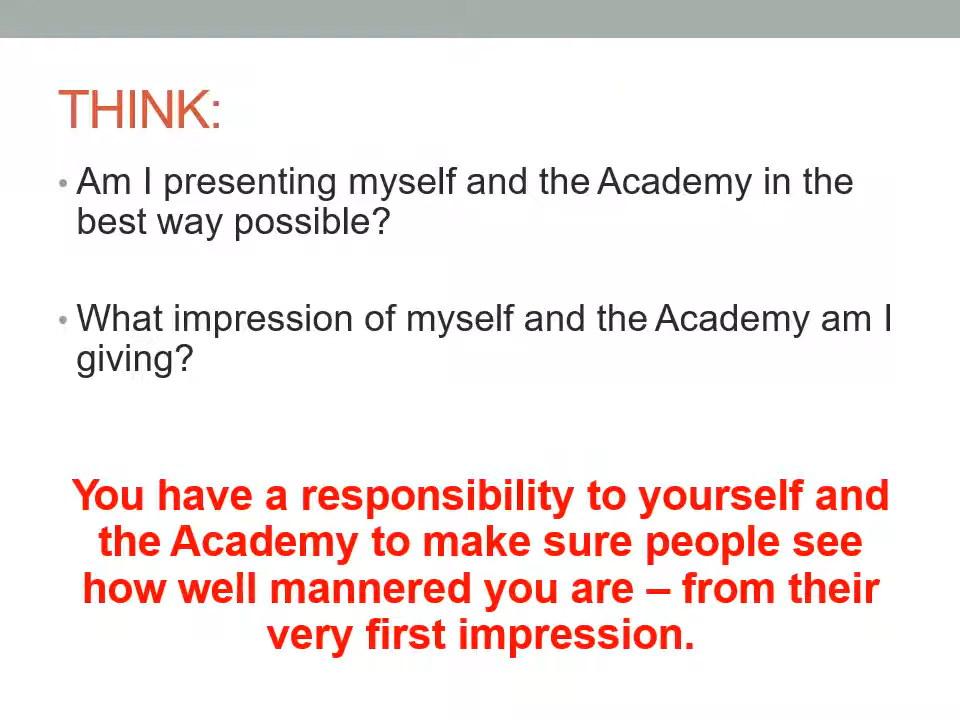 THINK:
• Am I presenting myself and the Academy in the
best way possible?
• What impression of myself and the Academy am I
giving?
You have a responsibility to yourself and
the Academy to make sure people see
how well mannered you are – from their
very first impression.